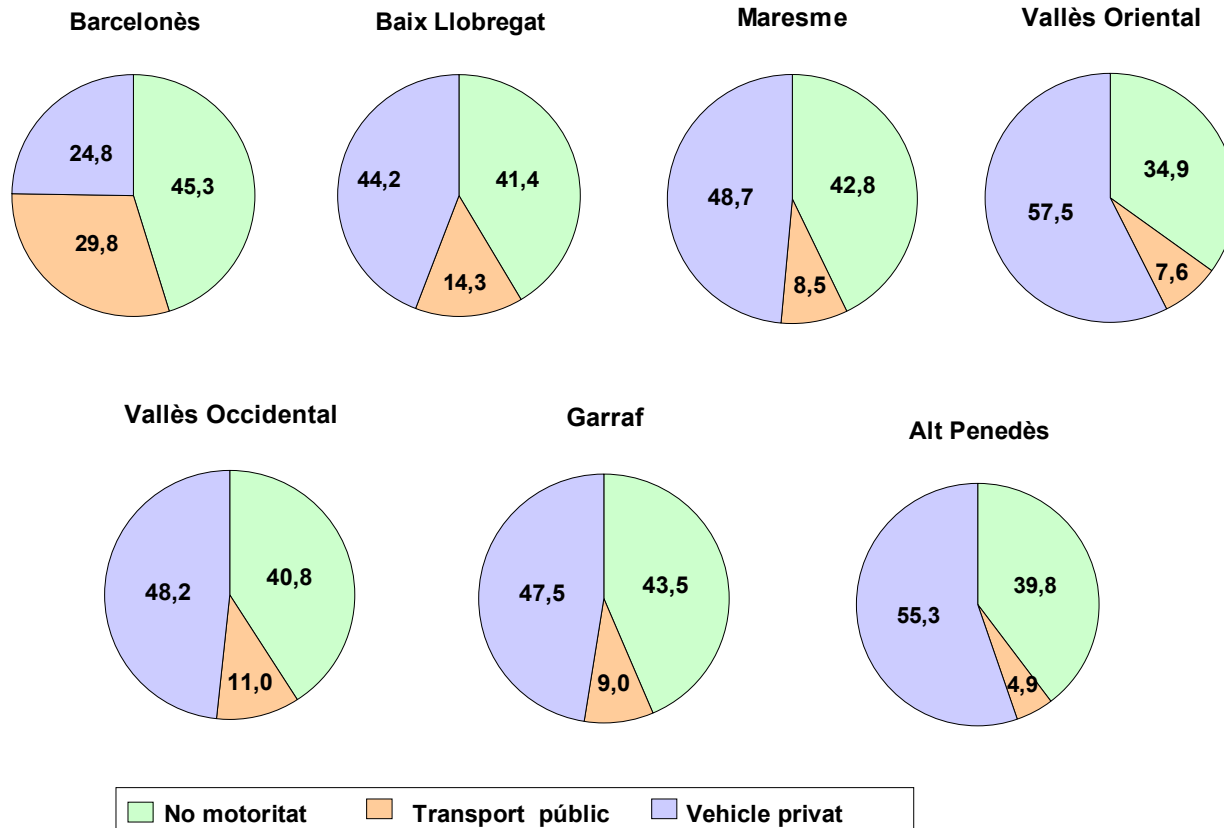 Barcelonès
Baix Llobregat
Maresme
Vallès Oriental
24,8
45,3
29,8
44,2
41,4
14,3
48,7
42,8
8,5
57,5
34,9
7,6
Vallès Occidental
Garraf
Alt Penedès
48,2
40,8
11,0
47,5
43,5
9,0
55,3
39,8
4,9
No motoritat
Transport públic
Vehicle privat